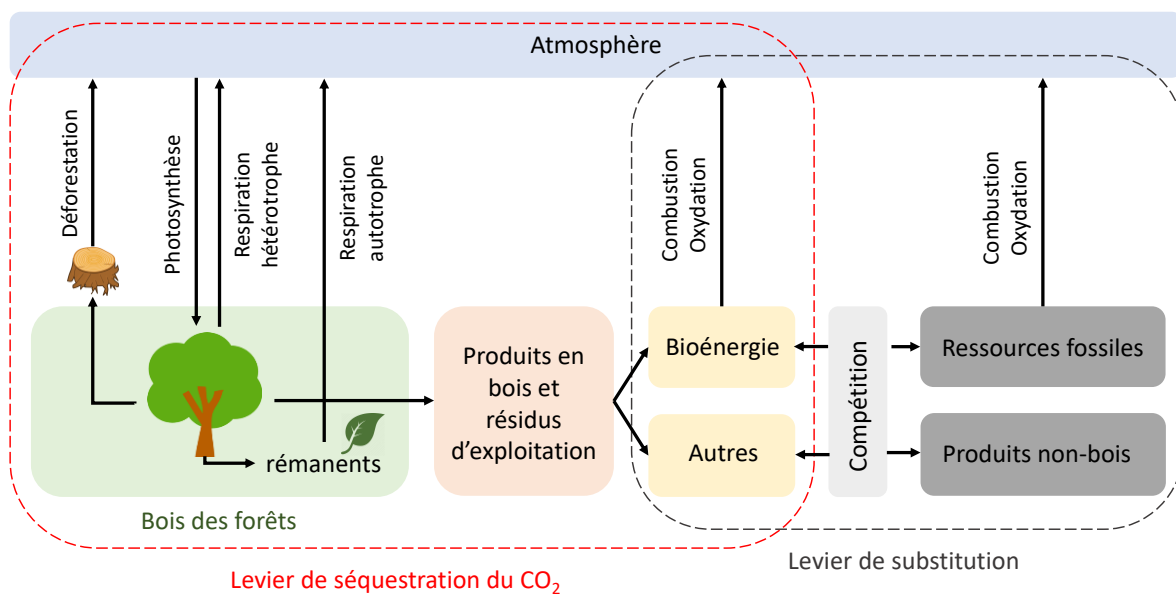 Atmosphère
Déforestation
Photosynthèse
Respiration
hétérotrophe
Respiration
autotrophe
Combustion
Oxydation
Combustion
Oxydation
rémanents
Bois des forêts
Produits en
bois et
résidus
d’exploitation
Bioénergie
Autres
Compétition
Ressources fossiles
Produits non-bois
Levier de substitution
Levier de séquestration du CO₂